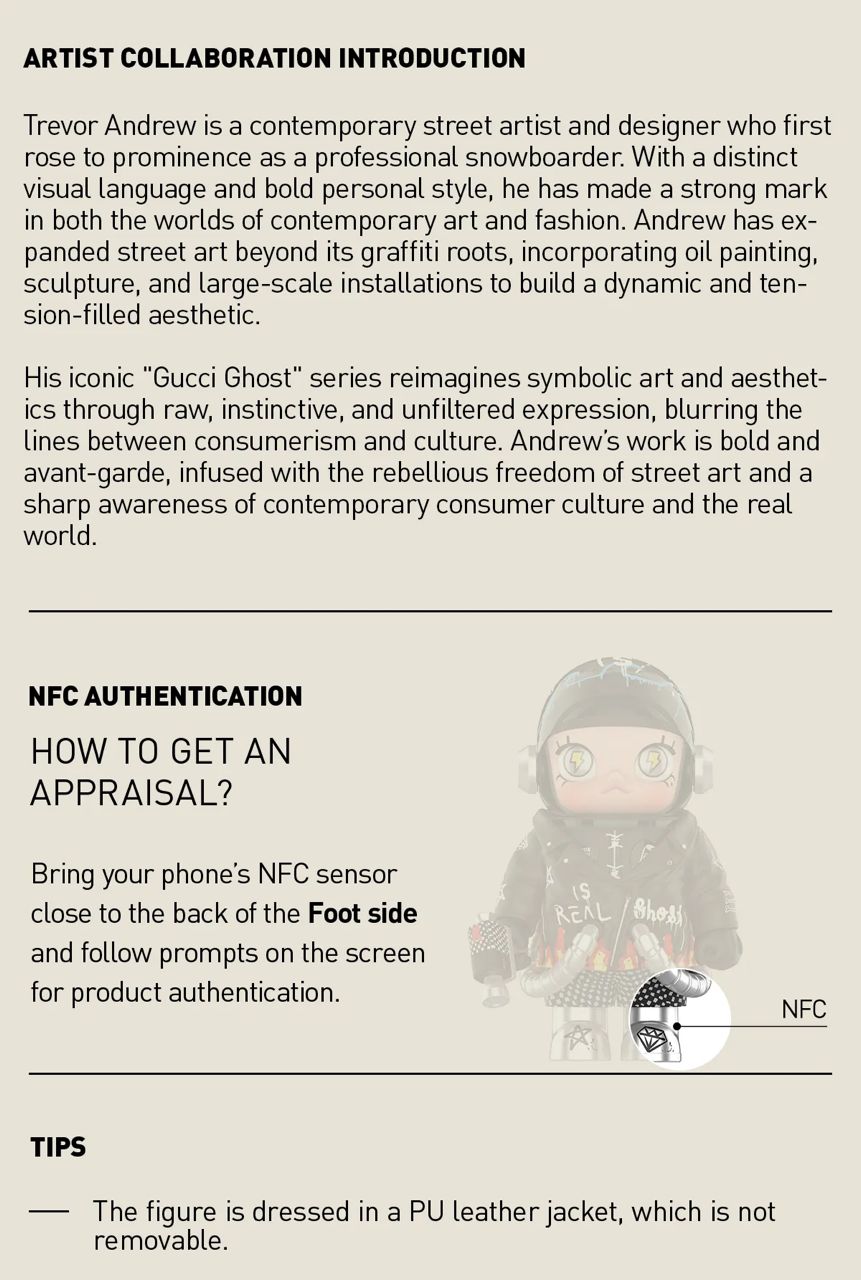 ARTIST COLLABORATION INTRODUCTION
Trevor Andrew is a contemporary street artist and designer who first
rose to prominence as a professional snowboarder. With a distinct
visual language and bold personal style, he has made a strong mark
in both the worlds of contemporary art and fashion. Andrew has ex-
panded street art beyond its graffiti roots, incorporating oil painting,
sculpture, and large-scale installations to build a dynamic and ten-
sion-filled aesthetic.
His iconic "Gucci Ghost" series reimagines symbolic art and aesthet-
ics through raw, instinctive, and unfiltered expression, blurring the
lines between consumerism and culture. Andrew’s work is bold and
avant-garde, infused with the rebellious freedom of street art and a
sharp awareness of contemporary consumer culture and the real
world.
NFC AUTHENTICATION
HOW TO GET AN
APPRAISAL?
Bring your phone’s NFC sensor
close to the back of the Foot side
and follow prompts on the screen
for product authentication.
IS
REAL / Ghost
NFC
TIPS
— The figure is dressed in a PU leather jacket, which is not
removable.